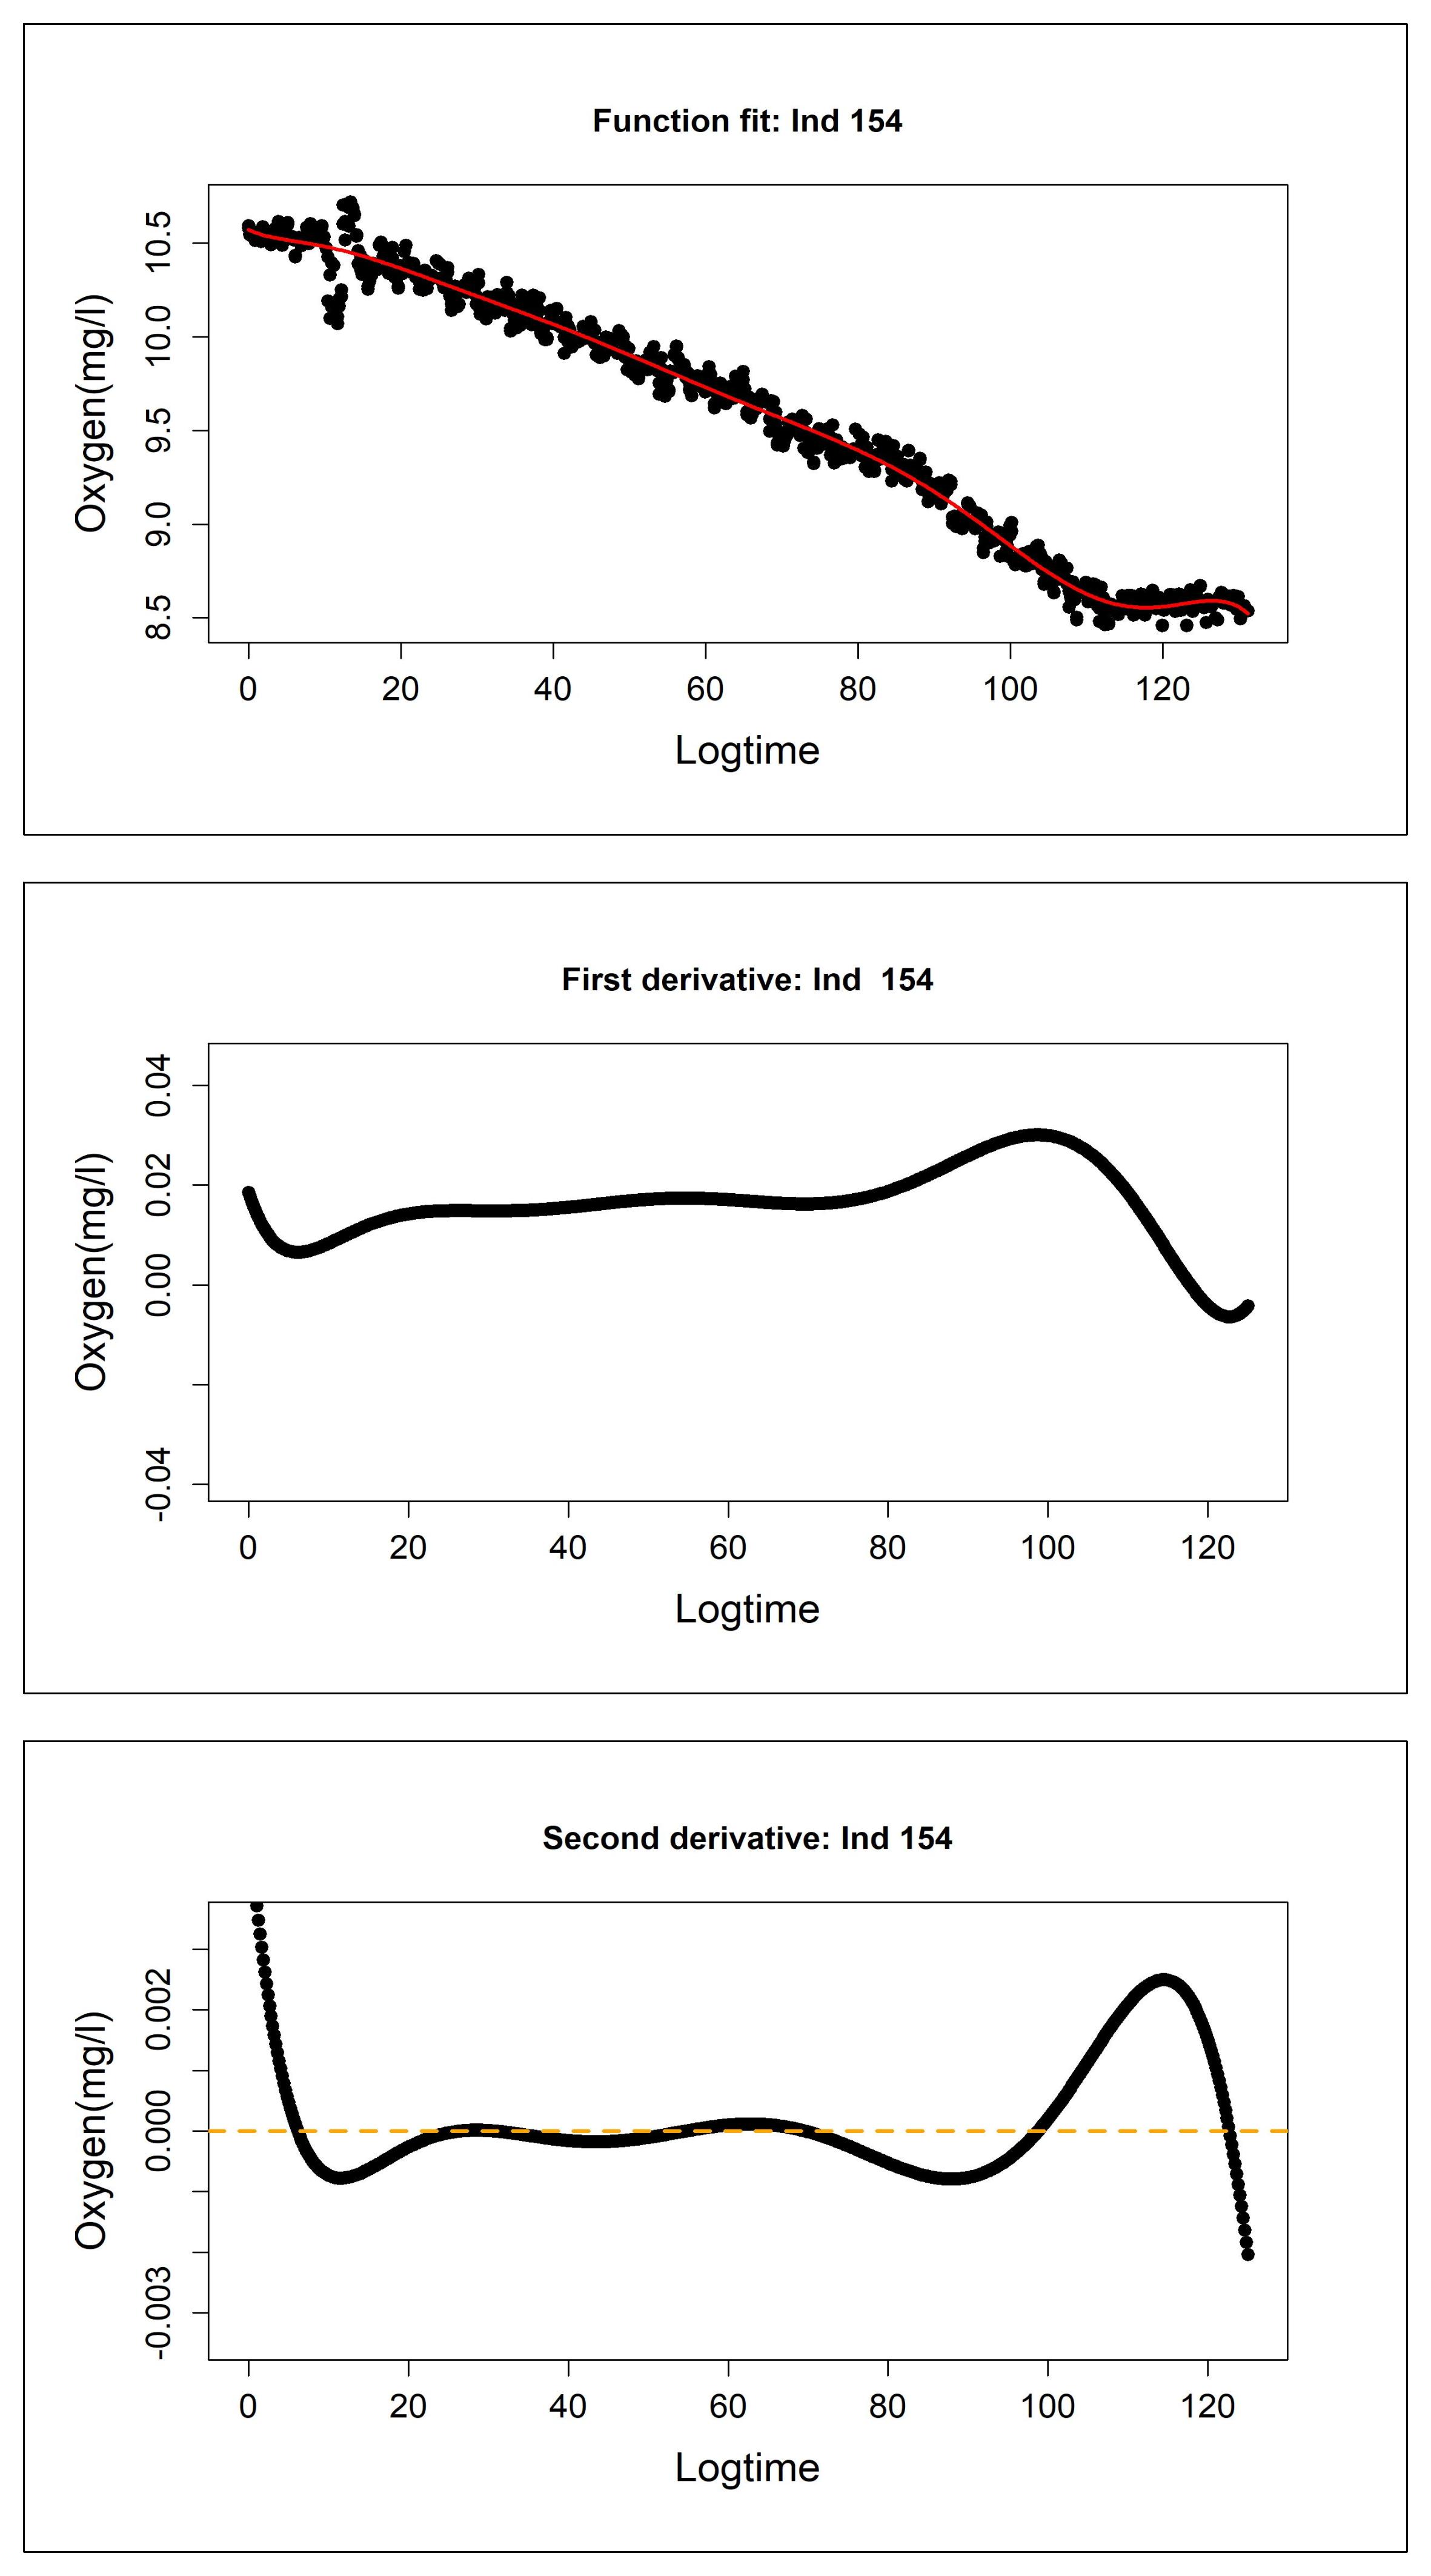 Function fit: Ind 154
Oxygen(mg/l)
10.5
10.0
9.5
9.0
8.5
0 20 40 60 80 100 120
Logtime
First derivative: Ind  154
Oxygen(mg/l)
0.04
0.02
0.00
-0.04
0 20 40 60 80 100 120
Logtime
Second derivative: Ind 154
Oxygen(mg/l)
0.002
0.000
-0.003
0 20 40 60 80 100 120
Logtime